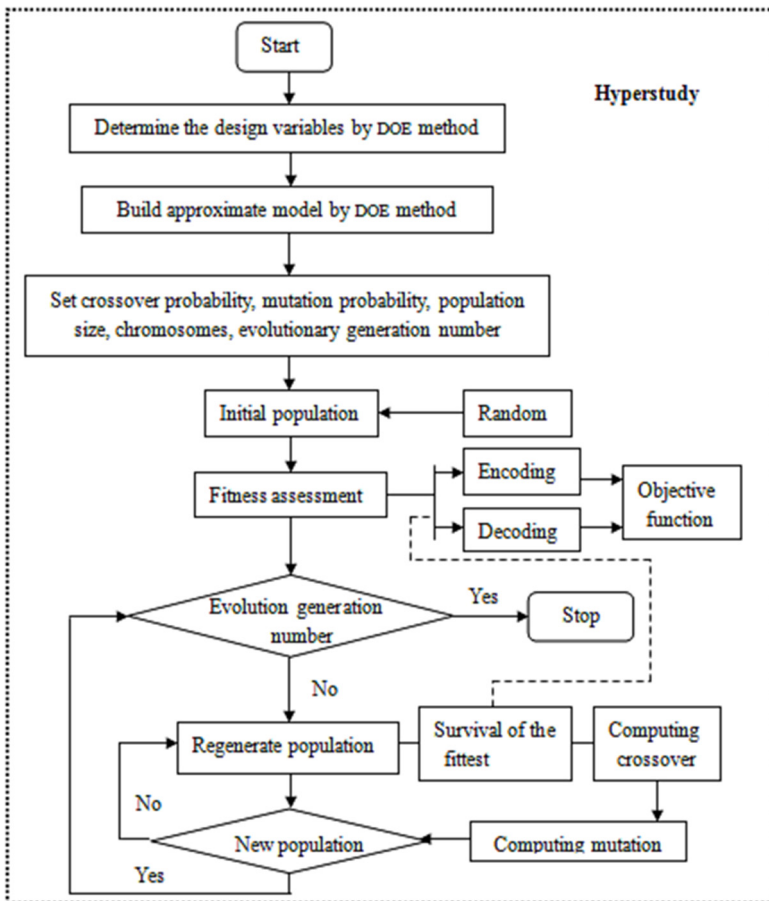 Start
Hyperstudy
Determine the design variables by DOE method
Build approximate model by DOE method
Set crossover probability, mutation probability, population
size, chromosomes, evolutionary generation number
Initial population
Random
Fitness assessment
Encoding
Decoding
Objective
function
Evolution generation
number
Yes
Stop
No
Regenerate population
Survival of the
fittest
Computing
crossover
No
New population
Computing mutation
Yes